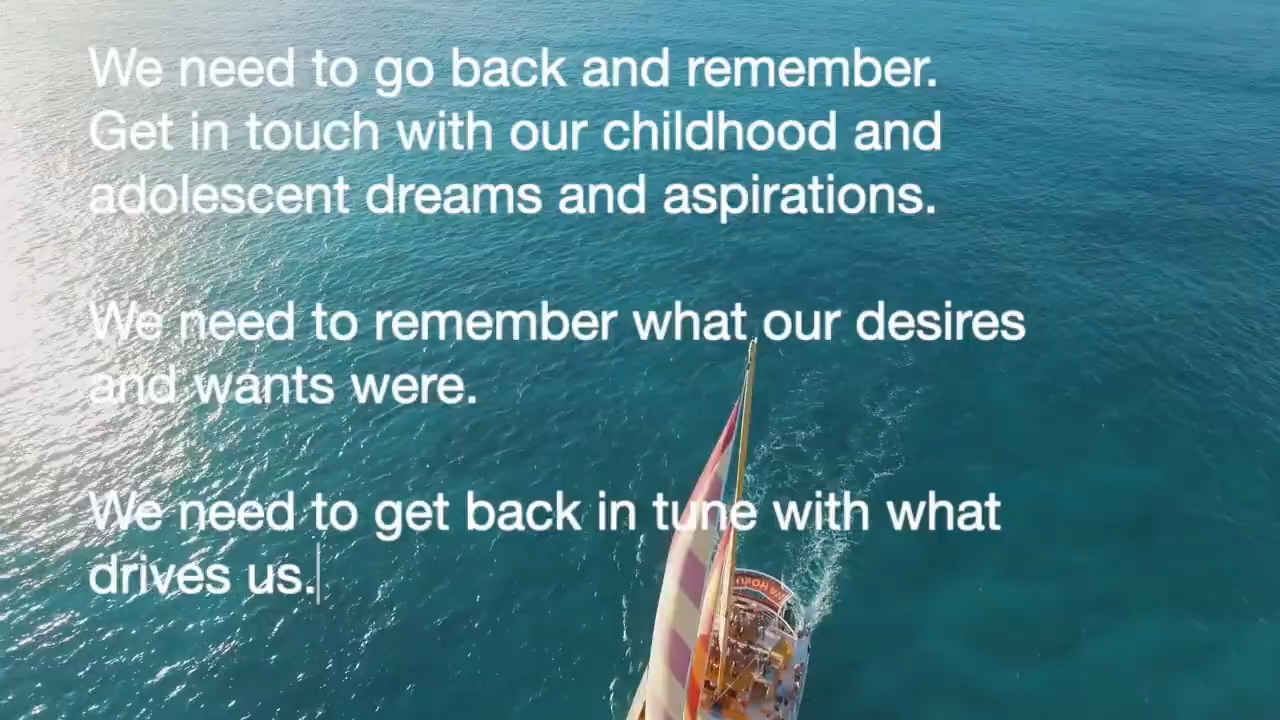 We need to go back and remember.
Get in touch with our childhood and
adolescent dreams and aspirations.
We need to remember what our desires
and wants were.
We need to get back in tune with what
drives us.